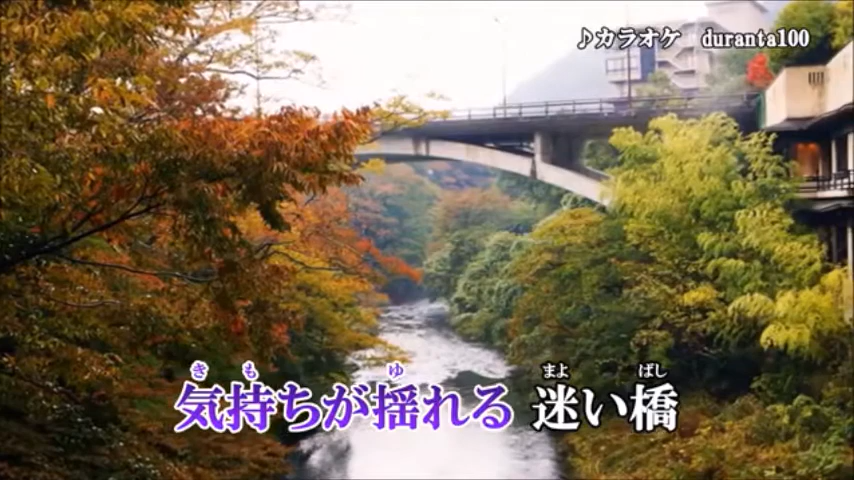 ♪カラオケ duranta100
きも ゆ まよ ばし
気持ちが揺れる 迷い橋